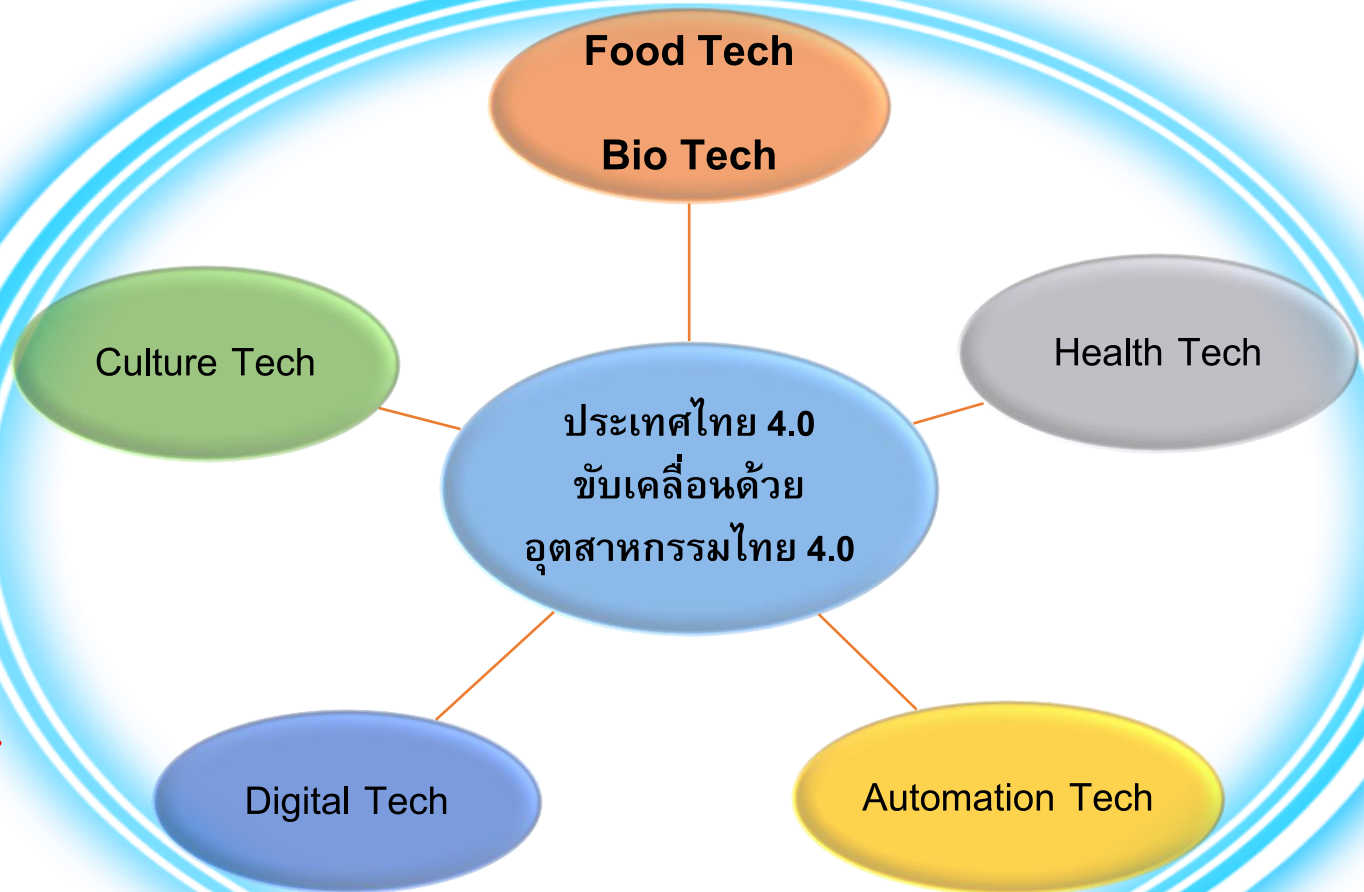 Food Tech
Bio Tech
Culture Tech
Health Tech
ประเทศไทย 4.0
ขับเคลื่อนด้วย
อุตสาหกรรมไทย 4.0
Digital Tech
Automation Tech